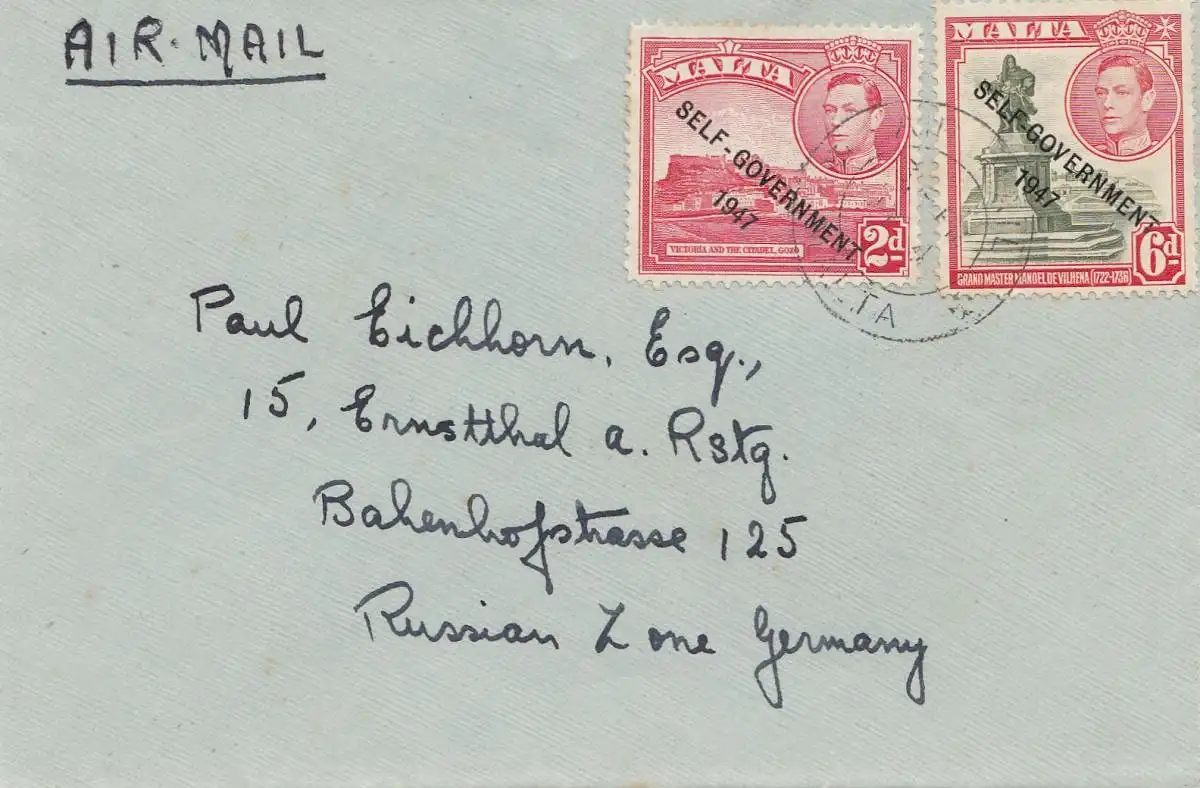 AIR·MAIL
MALTA
SELF-GOVERNMENT
1947
VICTORIA AND THE CITADEL, GOZO
2d
MALTA
SELF-GOVERNMENT
1947
GRAND MASTER MANOEL DE VILHENA (1722-1736)
6d
Paul Eichhorn, Esq.,
15, Ernstthal a. Rstg.
Bahenhofstrasse 125
Russian Zone Germany